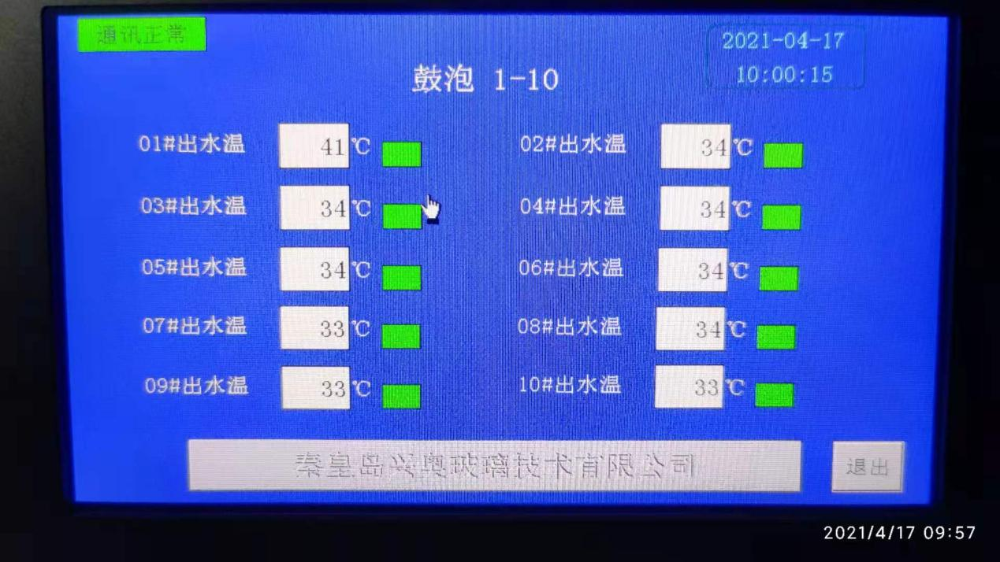 通讯正常
2021-04-17
10:00:15
鼓泡 1-10
01#出水温 41℃ 02#出水温 34℃
03#出水温 34℃ 04#出水温 34℃
05#出水温 34℃ 06#出水温 34℃
07#出水温 33℃ 08#出水温 34℃
09#出水温 33℃ 10#出水温 33℃
秦皇岛兴奥玻璃技术有限公司 退出
2021/4/17 09:57